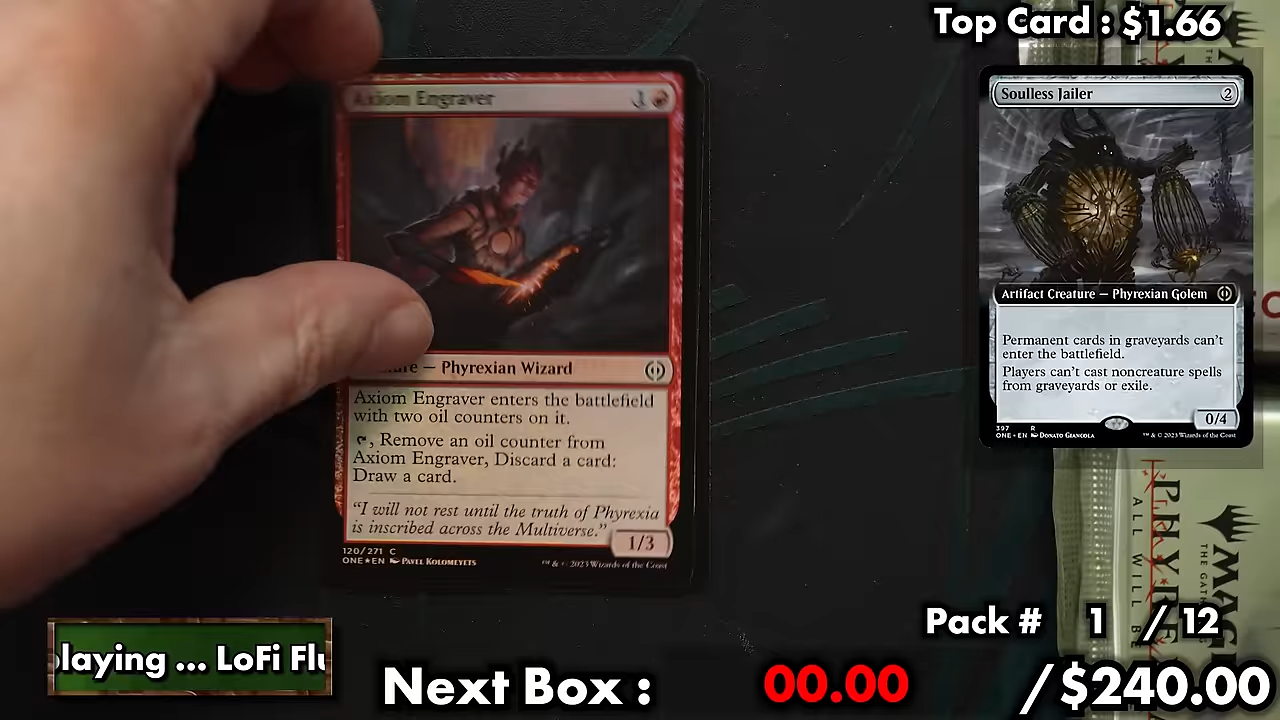 Top Card : $1.66
Axiom Engraver 1
— Phyrexian Wizard
Axiom Engraver enters the battlefield
with two oil counters on it.
, Remove an oil counter from
Axiom Engraver, Discard a card:
Draw a card.
“I will not rest until the truth of Phyrexia
is inscribed across the Multiverse.”
1/3
120/271 C
ONE★EN PAVEL KOLOMEYETS ™ & © 2023 Wizards of the Coast
Soulless Jailer 2
Artifact Creature — Phyrexian Golem
Permanent cards in graveyards can’t
enter the battlefield.
Players can’t cast noncreature spells
from graveyards or exile.
0/4
397 R
ONE • EN DONATO GIANCOLA ™ & © 2023 Wizards of the Coast
ALL WILL
Pack # 1 / 12
laying ... LoFi
Next Box : 00.00 /$240.00